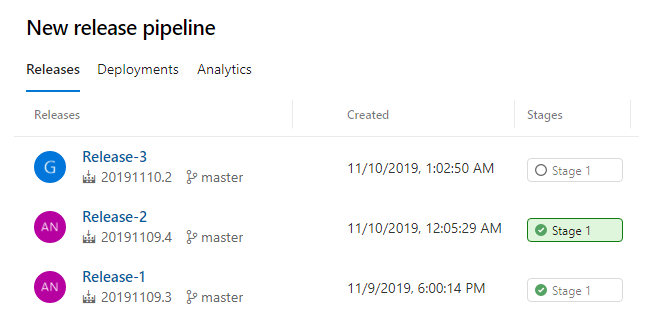 New release pipeline
Releases Deployments Analytics
Releases Created Stages
G Release-3 11/10/2019, 1:02:50 AM Stage 1
20191110.2 master
AN Release-2 11/10/2019, 12:05:29 AM Stage 1
20191109.4 master
AN Release-1 11/9/2019, 6:00:14 PM Stage 1
20191109.3 master